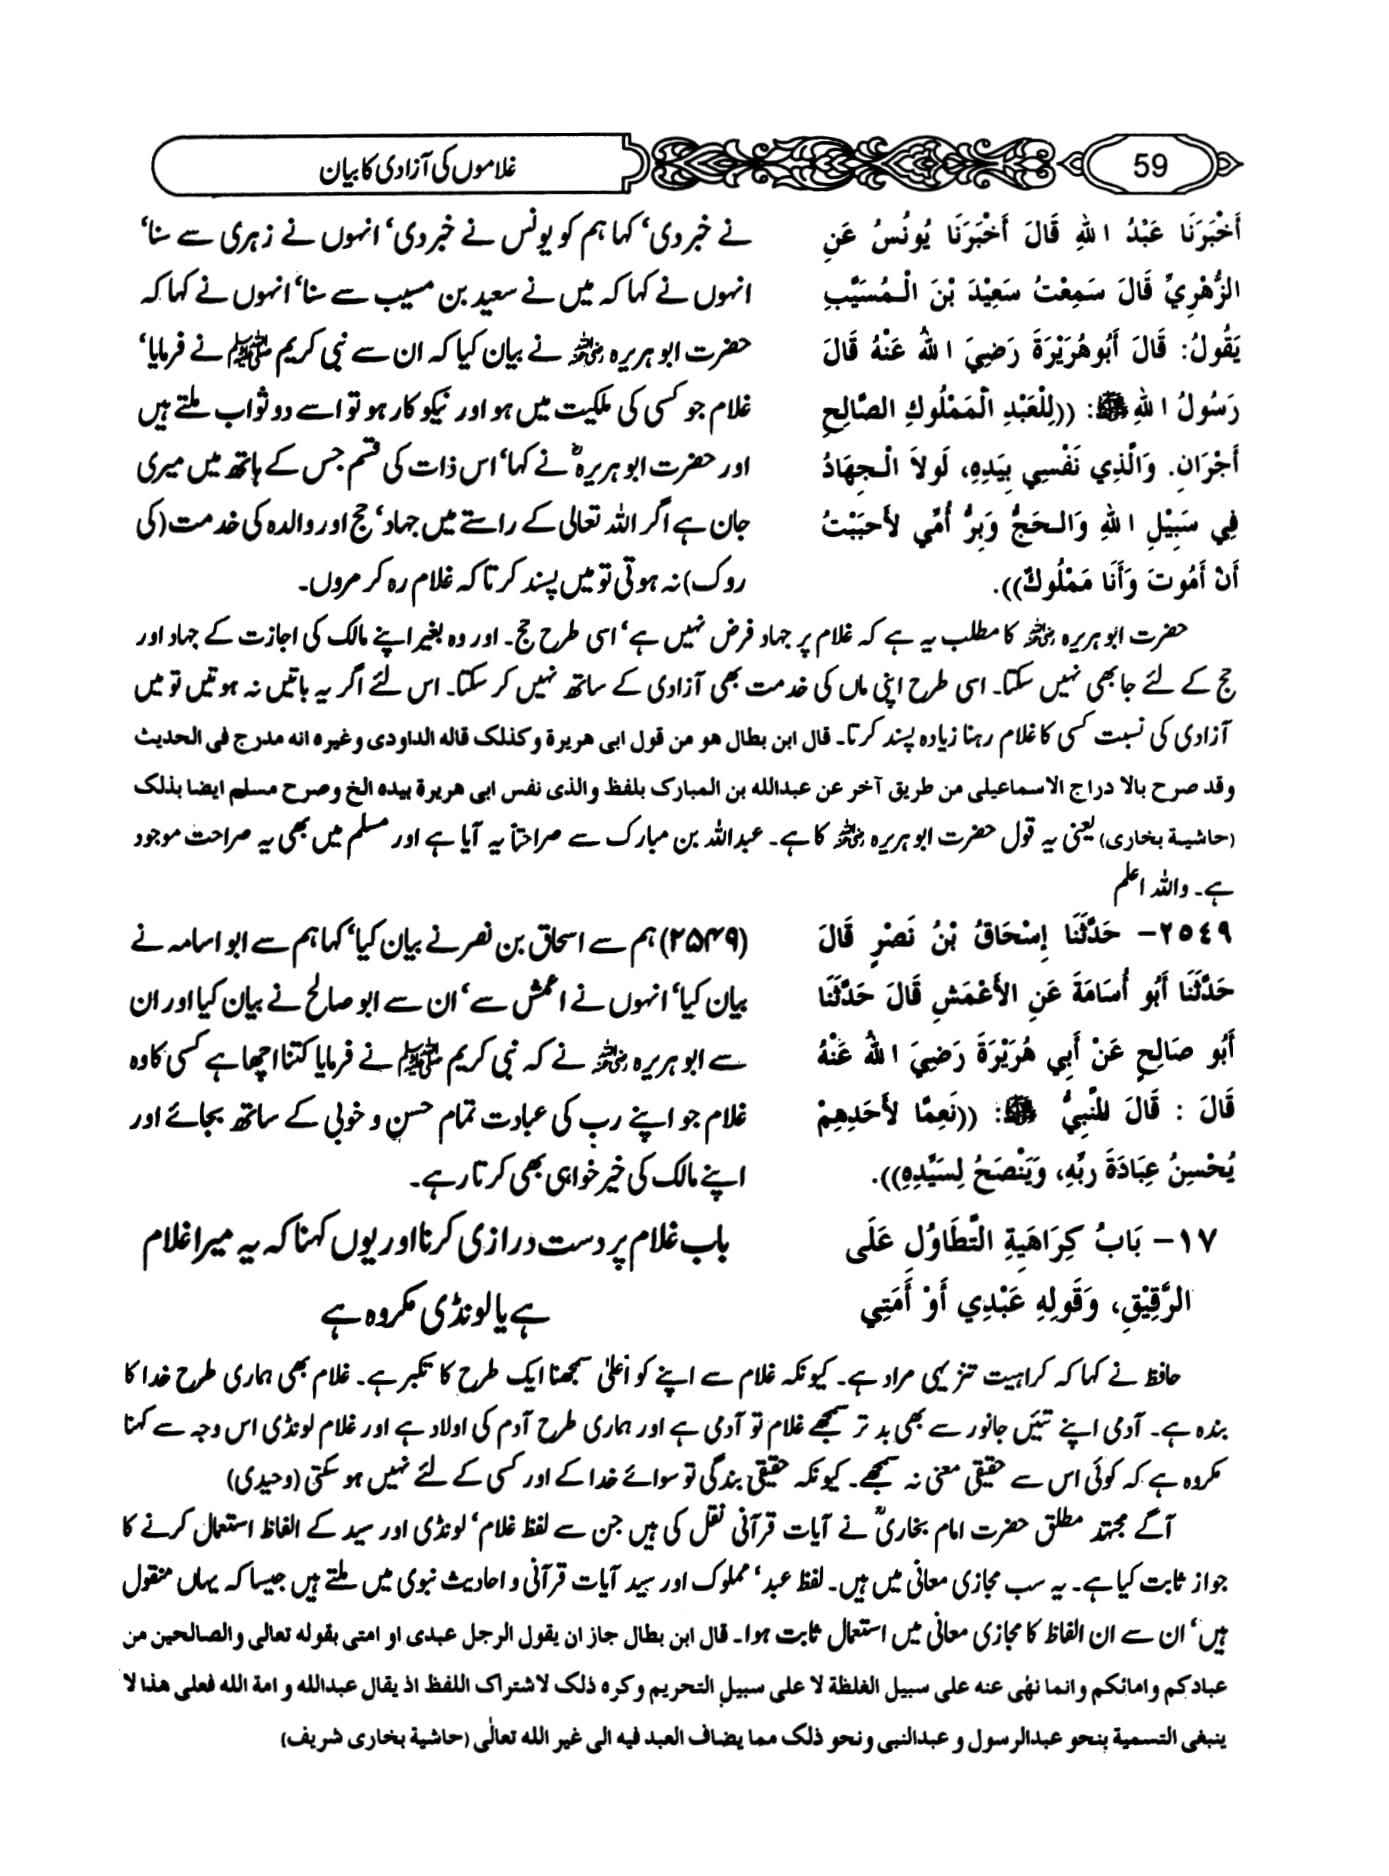 59
غلاموں کی آزادی کا بیان
أَخْبَرَنَا عَبْدُ اللهِ قَالَ أَخْبَرَنَا يُونُسُ عَنِ
الزُّهْرِيِّ قَالَ سَمِعْتُ سَعِيْدَ بْنَ الْـمُسَيَّبِ
يَقُولُ: قَالَ أَبُوهُرَيْرَةَ رَضِيَ اللهُ عَنْهُ قَالَ
رَسُولُ اللهِ ﷺ: ((لِلْعَبْدِ الْمَمْلُوكِ الصَّالِحِ
أَجْرَانِ. وَالَّذِي نَفْسِي بِيَدِهِ، لَولاَ الْـجِهَادُ
فِي سَبِيْلِ اللهِ وَالـحَجُّ وَبِرُّ أُمِّي لأَحبَبْتُ
أَنْ أَمُوتَ وَأَنَا مَمْلُوكٌ)).
نے خبر دی‘ کہا ہم کو یونس نے خبر دی‘ انہوں نے زہری سے سنا‘
انہوں نے کہا کہ میں نے سعید بن مسیب سے سنا‘ انہوں نے کہا کہ
حضرت ابو ہریرہ رضی اللہ عنہ نے بیان کیا کہ ان سے نبی کریم ﷺ نے فرمایا‘
غلام جو کسی کی ملکیت میں ہو اور نیکو کار ہو تو اسے دو ثواب ملتے ہیں
اور حضرت ابو ہریرہؓ نے کہا‘ اس ذات کی قسم جس کے ہاتھ میں میری
جان ہے اگر اللہ تعالی کے راستے میں جہاد‘ حج اور والدہ کی خدمت (کی
روک) نہ ہوتی تو میں پسند کرتا کہ غلام رہ کر مروں۔
حضرت ابو ہریرہ رضی اللہ عنہ کا مطلب یہ ہے کہ غلام پر جہاد فرض نہیں ہے‘ اسی طرح حج۔ اور وہ بغیر اپنے مالک کی اجازت کے جہاد اور
حج کے لئے جا بھی نہیں سکتا۔ اسی طرح اپنی ماں کی خدمت بھی آزادی کے ساتھ نہیں کر سکتا۔ اس لئے اگر یہ باتیں نہ ہوتیں تو میں
آزادی کی نسبت کسی کا غلام رہنا زیادہ پسند کرتا۔ قال ابن بطال هو من قول ابی هريرة وكذلك قاله الداودی وغيره انه مدرج فی الحديث
وقد صرح بالا دراج الاسماعیلی من طريق آخر عن عبدالله بن المبارک بلفظ والذی نفس ابی هريرة بيده الخ وصرح مسلم ايضا بذلک
(حاشیۃ بخاری) یعنی یہ قول حضرت ابو ہریرہ رضی اللہ عنہ کا ہے۔ عبداللہ بن مبارک سے صراحتاً یہ آیا ہے اور مسلم میں بھی یہ صراحت موجود
ہے۔ واللہ اعلم
٢٥٤٩– حَدَّثَنَا إِسْحَاقُ بْنُ نَصْرٍ قَالَ
حَدَّثَنَا أَبُو أُسَامَةَ عَنِ الأَعْمَشِ قَالَ حَدَّثَنَا
أَبُو صَالِحٍ عَنْ أَبِي هُرَيْرَةَ رَضِيَ اللهُ عَنْهُ
قَالَ : قَالَ للنَّبِيُّ ﷺ: ((نَعِمَّا لأَحَدِهِمْ
يُحْسِنُ عِبَادَةَ رَبِّهِ، وَيَنْصَحُ لِسَيَّدِهِ)).
(۲۵۴۹) ہم سے اسحاق بن نصر نے بیان کیا‘ کہا ہم سے ابو اسامہ نے
بیان کیا‘ انہوں نے اعمش سے‘ ان سے ابو صالح نے بیان کیا اور ان
سے ابو ہریرہ رضی اللہ عنہ نے کہ نبی کریم ﷺ نے فرمایا کتنا اچھا ہے کسی کا وہ
غلام جو اپنے رب کی عبادت تمام حسن و خوبی کے ساتھ بجائے اور
اپنے مالک کی خیر خواہی بھی کرتا رہے۔
١٧– بَابُ كِرَاهَيَةِ التَّطَاوُلِ عَلَى
الرَّقِيْقِ، وَقَولِهِ عَبْدِي أَوْ أَمَتِي
باب غلام پر دست درازی کرنا اور یوں کہنا کہ یہ میرا غلام
ہے یا لونڈی مکروہ ہے
حافظ نے کہا کہ کراہیت تنزیہی مراد ہے۔ کیونکہ غلام سے اپنے کو اعلیٰ سمجھنا ایک طرح کا تکبر ہے۔ غلام بھی ہماری طرح خدا کا
بندہ ہے۔ آدمی اپنے تئیں جانور سے بھی بد تر سمجھے غلام تو آدمی ہے اور ہماری طرح آدم کی اولاد ہے اور غلام لونڈی اس وجہ سے کہنا
مکروہ ہے کہ کوئی اس سے حقیقی معنی نہ سمجھے۔ کیونکہ حقیقی بندگی تو سوائے خدا کے اور کسی کے لئے نہیں ہو سکتی (وحیدی)
آگے مجتہد مطلق حضرت امام بخاریؒ نے آیات قرآنی نقل کی ہیں جن سے لفظ غلام‘ لونڈی اور سید کے الفاظ استعمال کرنے کا
جواز ثابت کیا ہے۔ یہ سب مجازی معانی میں ہیں۔ لفظ عبد‘ مملوک اور سید آیات قرآنی و احادیث نبوی میں ملتے ہیں جیسا کہ یہاں منقول
ہیں‘ ان سے ان الفاظ کا مجازی معانی میں استعمال ثابت ہوا۔ قال ابن بطال جاز ان يقول الرجل عبدی او امتی بقوله تعالى والصالحين من
عبادكم وامائكم وانما نهى عنه على سبيل الغلظة لا على سبيل التحريم وكره ذلك لاشتراک اللفظ اذ يقال عبدالله و امة الله فعلى هذا لا
ينبغی التسمية بنحو عبدالرسول و عبدالنبی ونحو ذلک مما يضاف العبد فيه الى غير الله تعالٰى (حاشیۃ بخاری شریف)